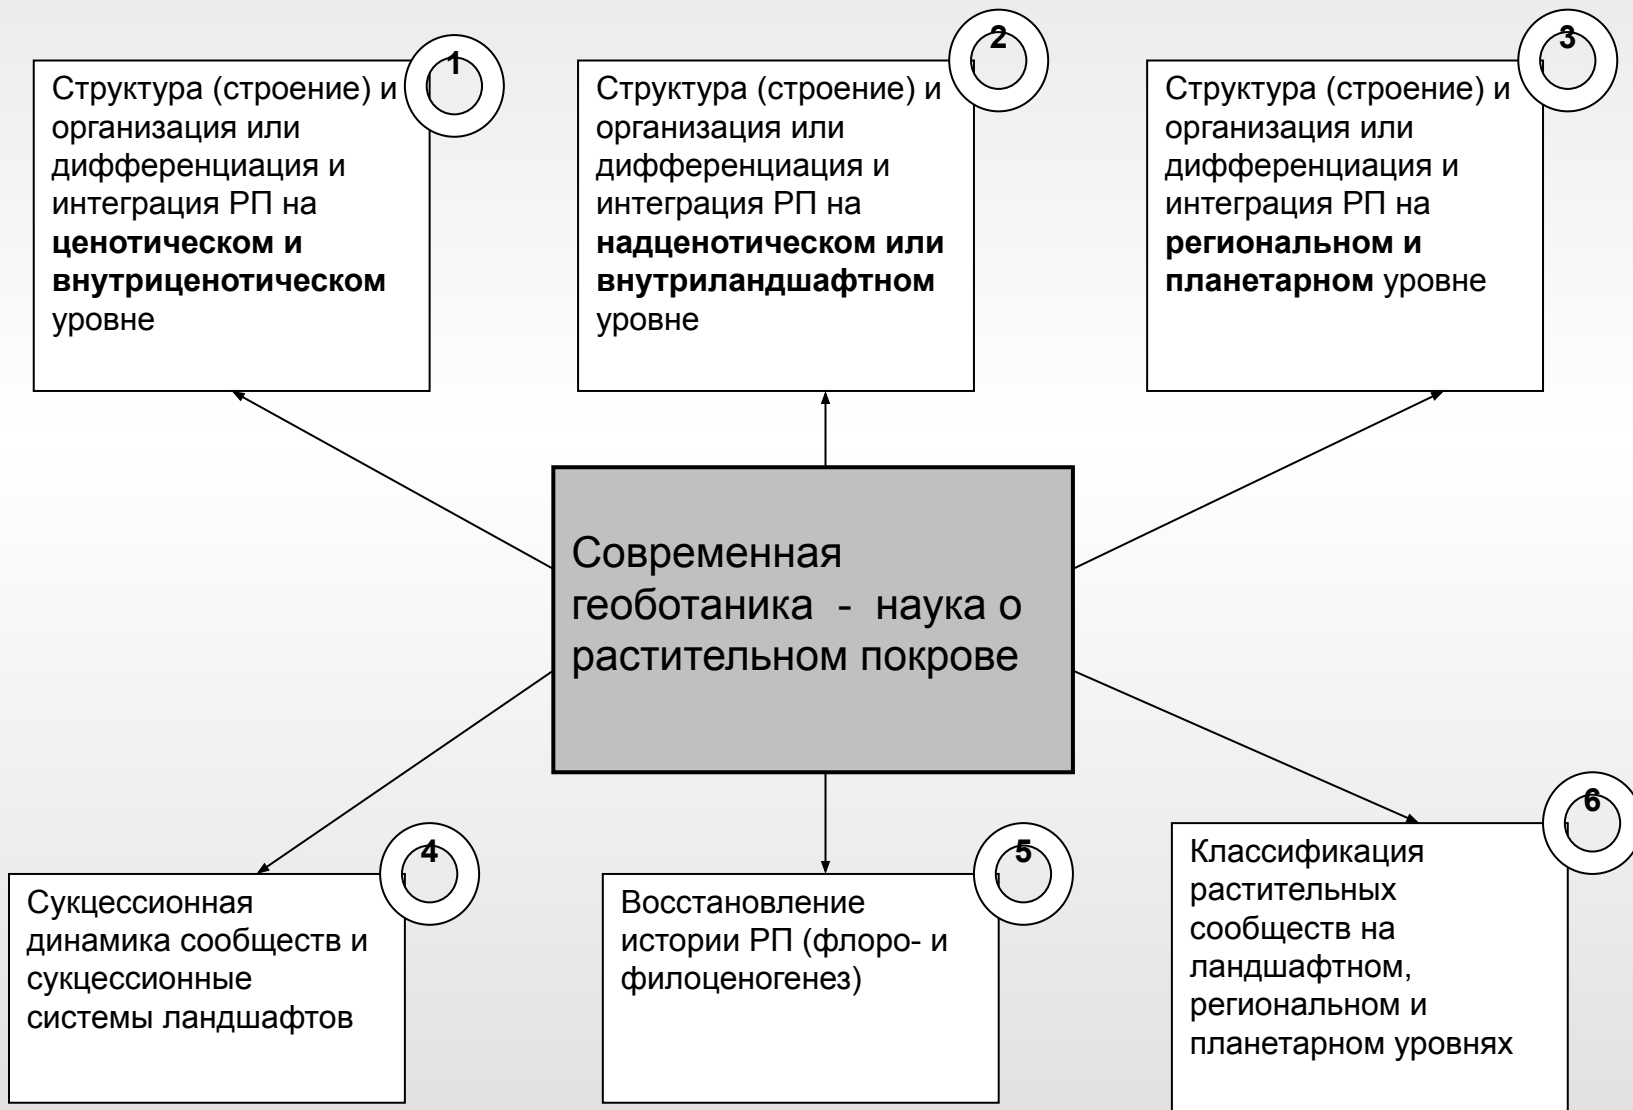 1
Структура (строение) и
организация или
дифференциация и
интеграция РП на
ценотическом и
внутриценотическом
уровне
2
Структура (строение) и
организация или
дифференциация и
интеграция РП на
надценотическом или
внутриландшафтном
уровне
3
Структура (строение) и
организация или
дифференциация и
интеграция РП на
региональном и
планетарном уровне
Современная
геоботаника - наука о
растительном покрове
4
Сукцессионная
динамика сообществ и
сукцессионные
системы ландшафтов
5
Восстановление
истории РП (флоро- и
филоценогенез)
6
Классификация
растительных
сообществ на
ландшафтном,
региональном и
планетарном уровнях